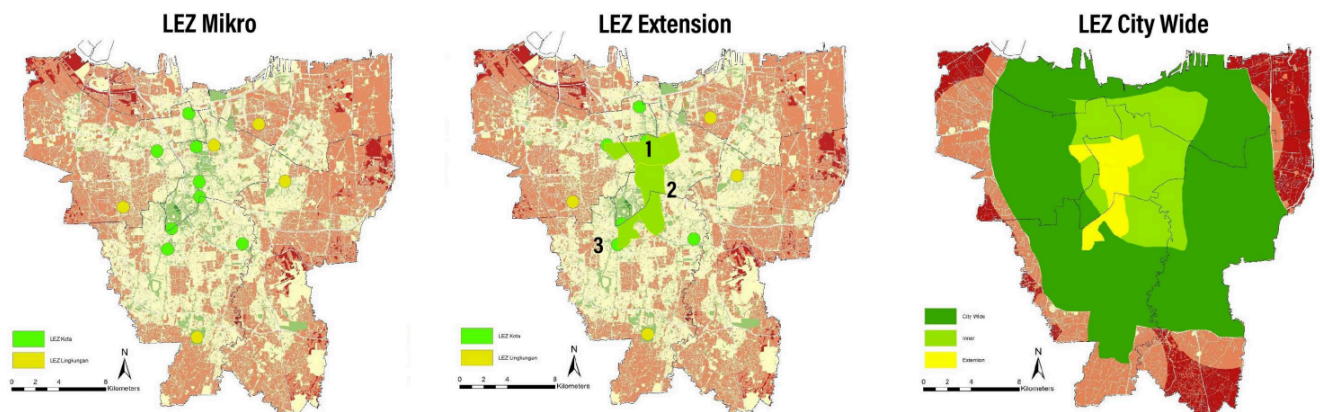 LEZ Mikro
LEZ Kota
LEZ Lingkungan
N
0 2 4 8
Kilometers
LEZ Extension
1
2
3
LEZ Kota
LEZ Lingkungan
N
0 2 4 8
Kilometers
LEZ City Wide
City Wide
Inner
Extention
N
0 2 4 8
Kilometers